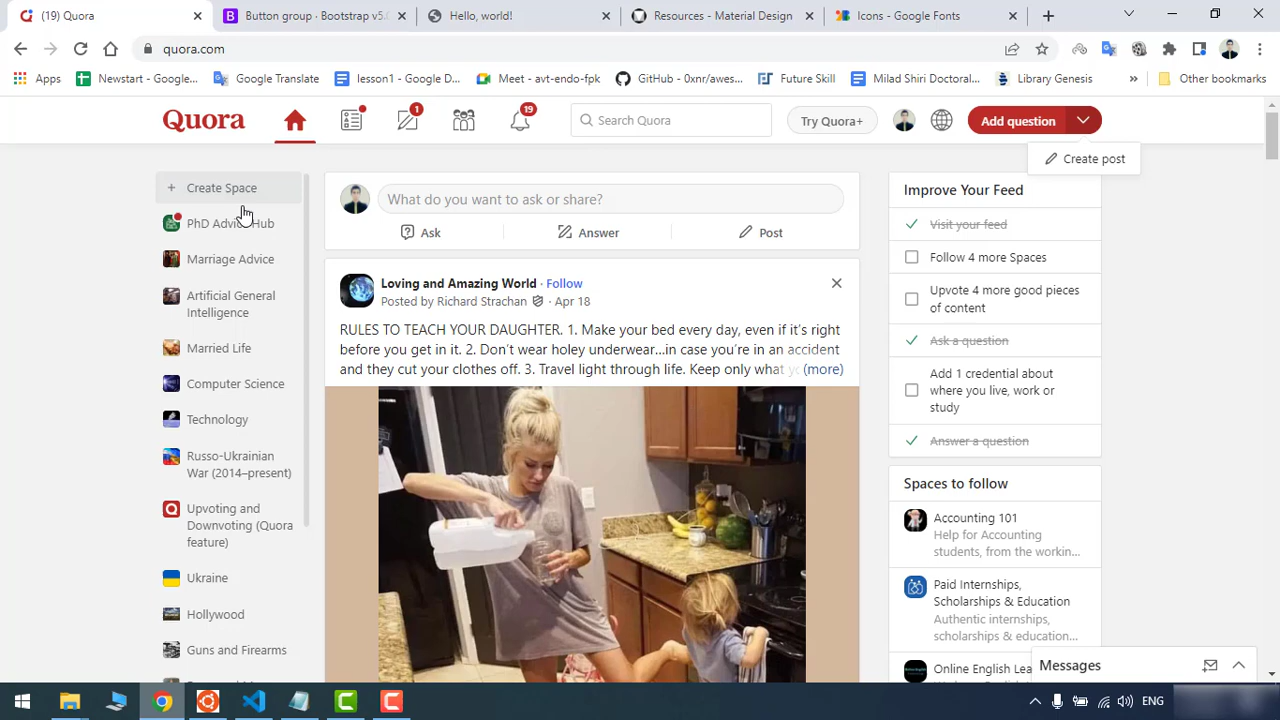 (19) Quora
Button group · Bootstrap v5.0
Hello, world!
Resources - Material Design
Icons - Google Fonts
quora.com
Apps
Newstart - Google...
Google Translate
lesson1 - Google D...
Meet - avt-endo-fpk
GitHub - 0xnr/awes...
Future Skill
Milad Shiri Doctoral...
Library Genesis
»
Other bookmarks
Quora
1
19
Search Quora
Try Quora+
Add question
Create post
+ Create Space
PhD Advice Hub
Marriage Advice
Artificial General
Intelligence
Married Life
Computer Science
Technology
Russo-Ukrainian
War (2014–present)
Upvoting and
Downvoting (Quora
feature)
Ukraine
Hollywood
Guns and Firearms
What do you want to ask or share?
Ask
Answer
Post
Loving and Amazing World · Follow
Posted by Richard Strachan · Apr 18
RULES TO TEACH YOUR DAUGHTER. 1. Make your bed every day, even if it's right
before you get in it. 2. Don't wear holey underwear...in case you're in an accident
and they cut your clothes off. 3. Travel light through life. Keep only what (more)
Improve Your Feed
Visit your feed
Follow 4 more Spaces
Upvote 4 more good pieces
of content
Ask a question
Add 1 credential about
where you live, work or
study
Answer a question
Spaces to follow
Accounting 101
Help for Accounting
students, from the workin...
Paid Internships,
Scholarships & Education
Authentic internships,
scholarships & education...
Online English Lea
Messages
ENG